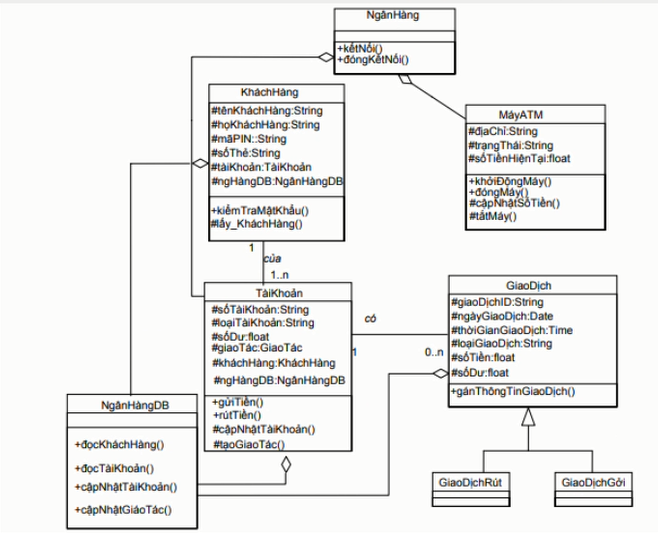 NgânHàng
+kếtNối()
+đóngKếtNối()
KháchHàng
#tênKháchHàng:String
#họKháchHàng:String
#mãPIN::String
#sốThẻ:String
#tàiKhoản:TàiKhoản
#ngHàngDB:NgânHàngDB
+kiểmTraMậtKhẩu()
#lấy_KháchHàng()
MáyATM
#địaChỉ:String
#trạngThái:String
#sốTiềnHiệnTại:float
+khởiĐộngMáy()
+đóngMáy()
#cậpNhậtSốTiền()
#tắtMáy()
1
của
1..n
TàiKhoản
#sốTàiKhoản:String
#loạiTàiKhoản:String
#sốDư:float
#giaoTác:GiaoTác
#kháchHàng:KháchHàng
#ngHàngDB:NgânHàngDB
+gửiTiền()
+rútTiền()
#cậpNhậtTàiKhoản()
#tạoGiaoTác()
có
1
0..n
GiaoDịch
#giaoDịchID:String
#ngàyGiaoDịch:Date
#thờiGianGiaoDịch:Time
#loạiGiaoDịch:String
#sốTiền:float
#sốDư:float
+gánThôngTinGiaoDịch()
NgânHàngDB
+đọcKháchHàng()
+đọcTàiKhoản()
+cậpNhậtTàiKhoản()
+cậpNhậtGiáoTác()
GiaoDịchRút
GiaoDịchGởi